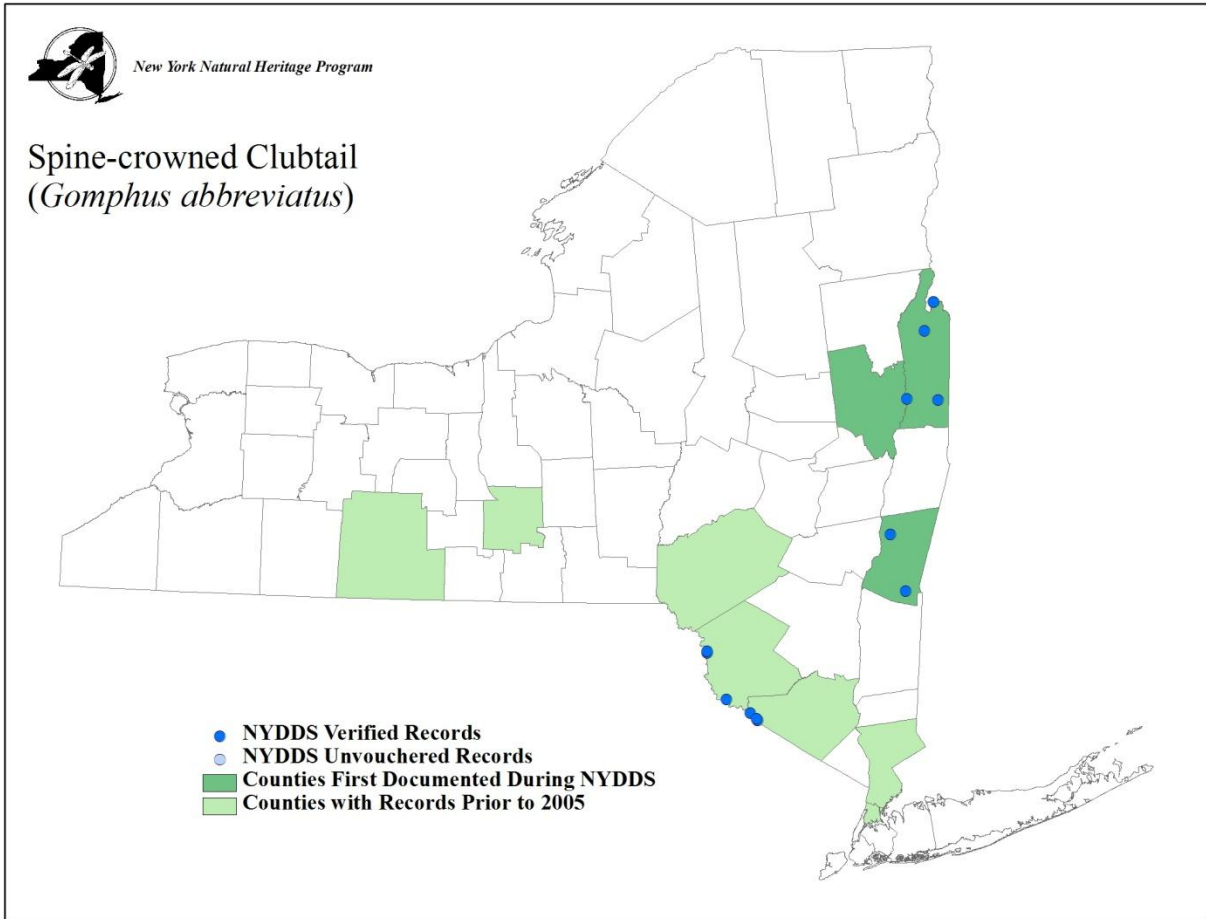 New York Natural Heritage Program
Spine-crowned Clubtail
(Gomphus abbreviatus)
NYDDS Verified Records
NYDDS Unvouchered Records
Counties First Documented During NYDDS
Counties with Records Prior to 2005